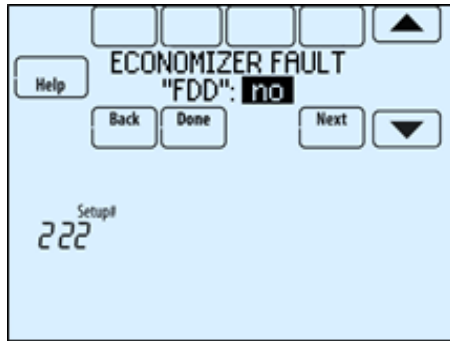 ECONOMIZER FAULT
Help
"FDD": no
Back Done Next
Setup#
222